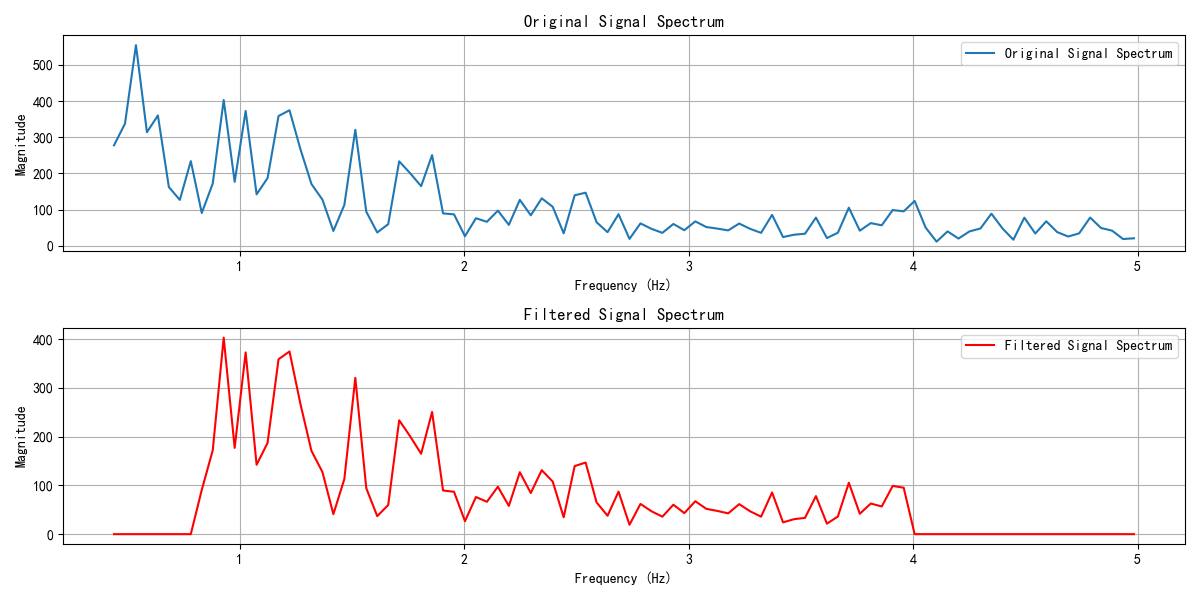 Original Signal Spectrum
Original Signal Spectrum
Magnitude
500
400
300
200
100
0
1
2
3
4
5
Frequency (Hz)
Filtered Signal Spectrum
Filtered Signal Spectrum
Magnitude
400
300
200
100
0
1
2
3
4
5
Frequency (Hz)